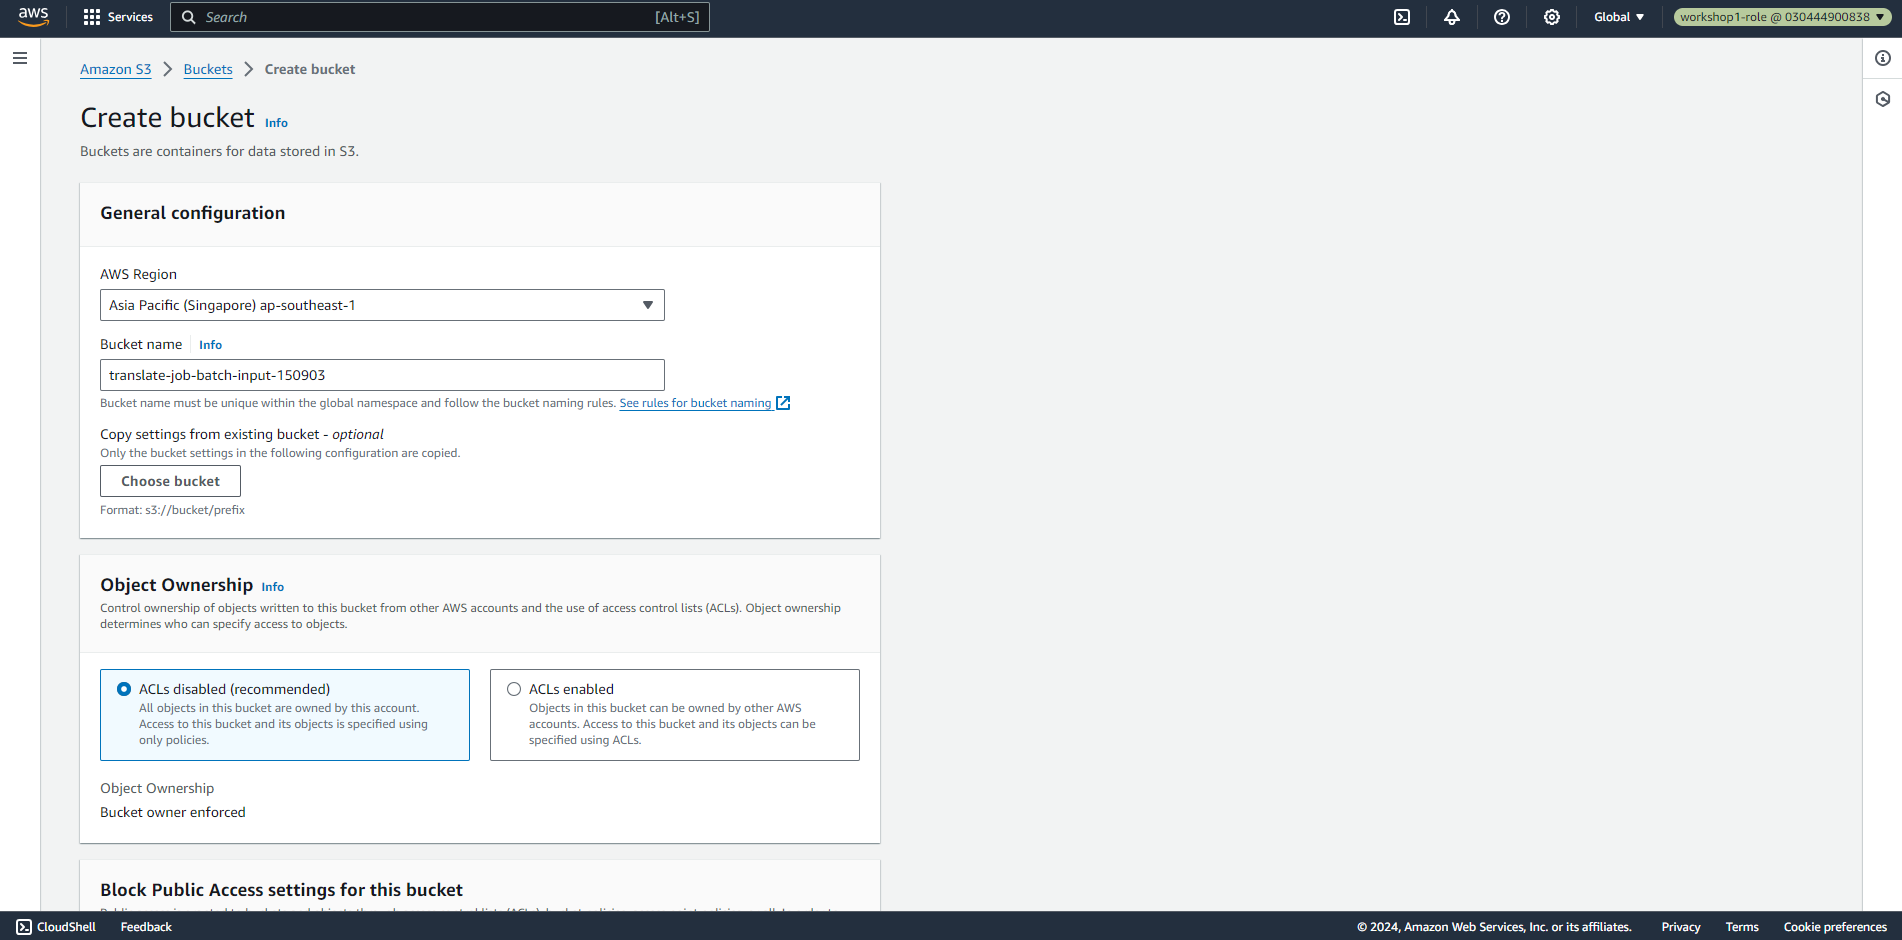 aws
Services
Search [Alt+S]
Global
workshop1-role @ 030444900838
Amazon S3 > Buckets > Create bucket
Create bucket Info
Buckets are containers for data stored in S3.
General configuration
AWS Region
Asia Pacific (Singapore) ap-southeast-1
Bucket name Info
translate-job-batch-input-150903
Bucket name must be unique within the global namespace and follow the bucket naming rules. See rules for bucket naming
Copy settings from existing bucket - optional
Only the bucket settings in the following configuration are copied.
Choose bucket
Format: s3://bucket/prefix
Object Ownership Info
Control ownership of objects written to this bucket from other AWS accounts and the use of access control lists (ACLs). Object ownership
determines who can specify access to objects.
ACLs disabled (recommended)
All objects in this bucket are owned by this account.
Access to this bucket and its objects is specified using
only policies.
ACLs enabled
Objects in this bucket can be owned by other AWS
accounts. Access to this bucket and its objects can be
specified using ACLs.
Object Ownership
Bucket owner enforced
Block Public Access settings for this bucket
CloudShell
Feedback
© 2024, Amazon Web Services, Inc. or its affiliates.
Privacy
Terms
Cookie preferences